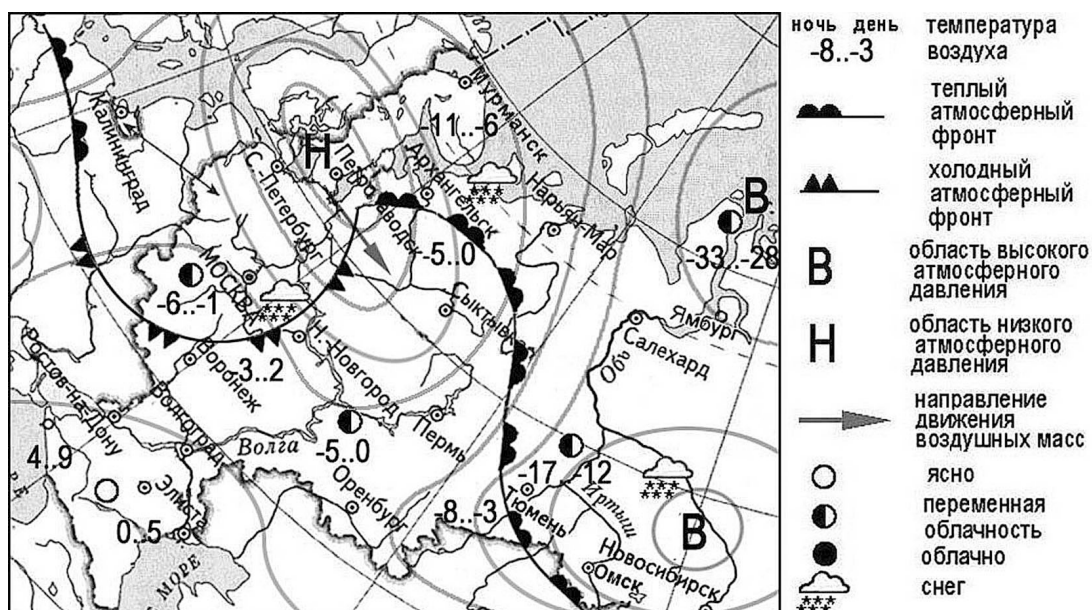 Мурманск
-11..-6
Калининград
Н
Петрозаводск
Архангельск
С.-Петербург
Нарьян-Мар
В
-33..-28
-5..0
МОСКВА
-6..-1
Сыктывкар
Ямбург
Салехард
Обь
Н.-Новгород
Воронеж
-3..2
Ростов-на-Дону
Волгоград
Волга
-5..0
Пермь
-17..-12
Иртыш
4..9
Элиста
0..5
Оренбург
-8..-3
Тюмень
В
Новосибирск
Омск
РЕ
МОРЕ
ночь день
-8..-3
температура
воздуха
теплый
атмосферный
фронт
холодный
атмосферный
фронт
В
область высокого
атмосферного
давления
Н
область низкого
атмосферного
давления
направление
движения
воздушных масс
ясно
переменная
облачность
облачно
снег